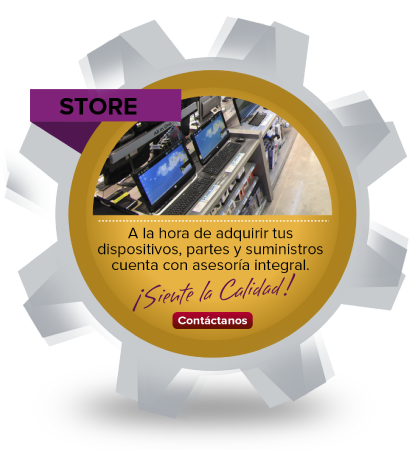 STORE
A la hora de adquirir tus
dispositivos, partes y suministros
cuenta con asesoría integral.
¡Siente la Calidad!
Contáctanos